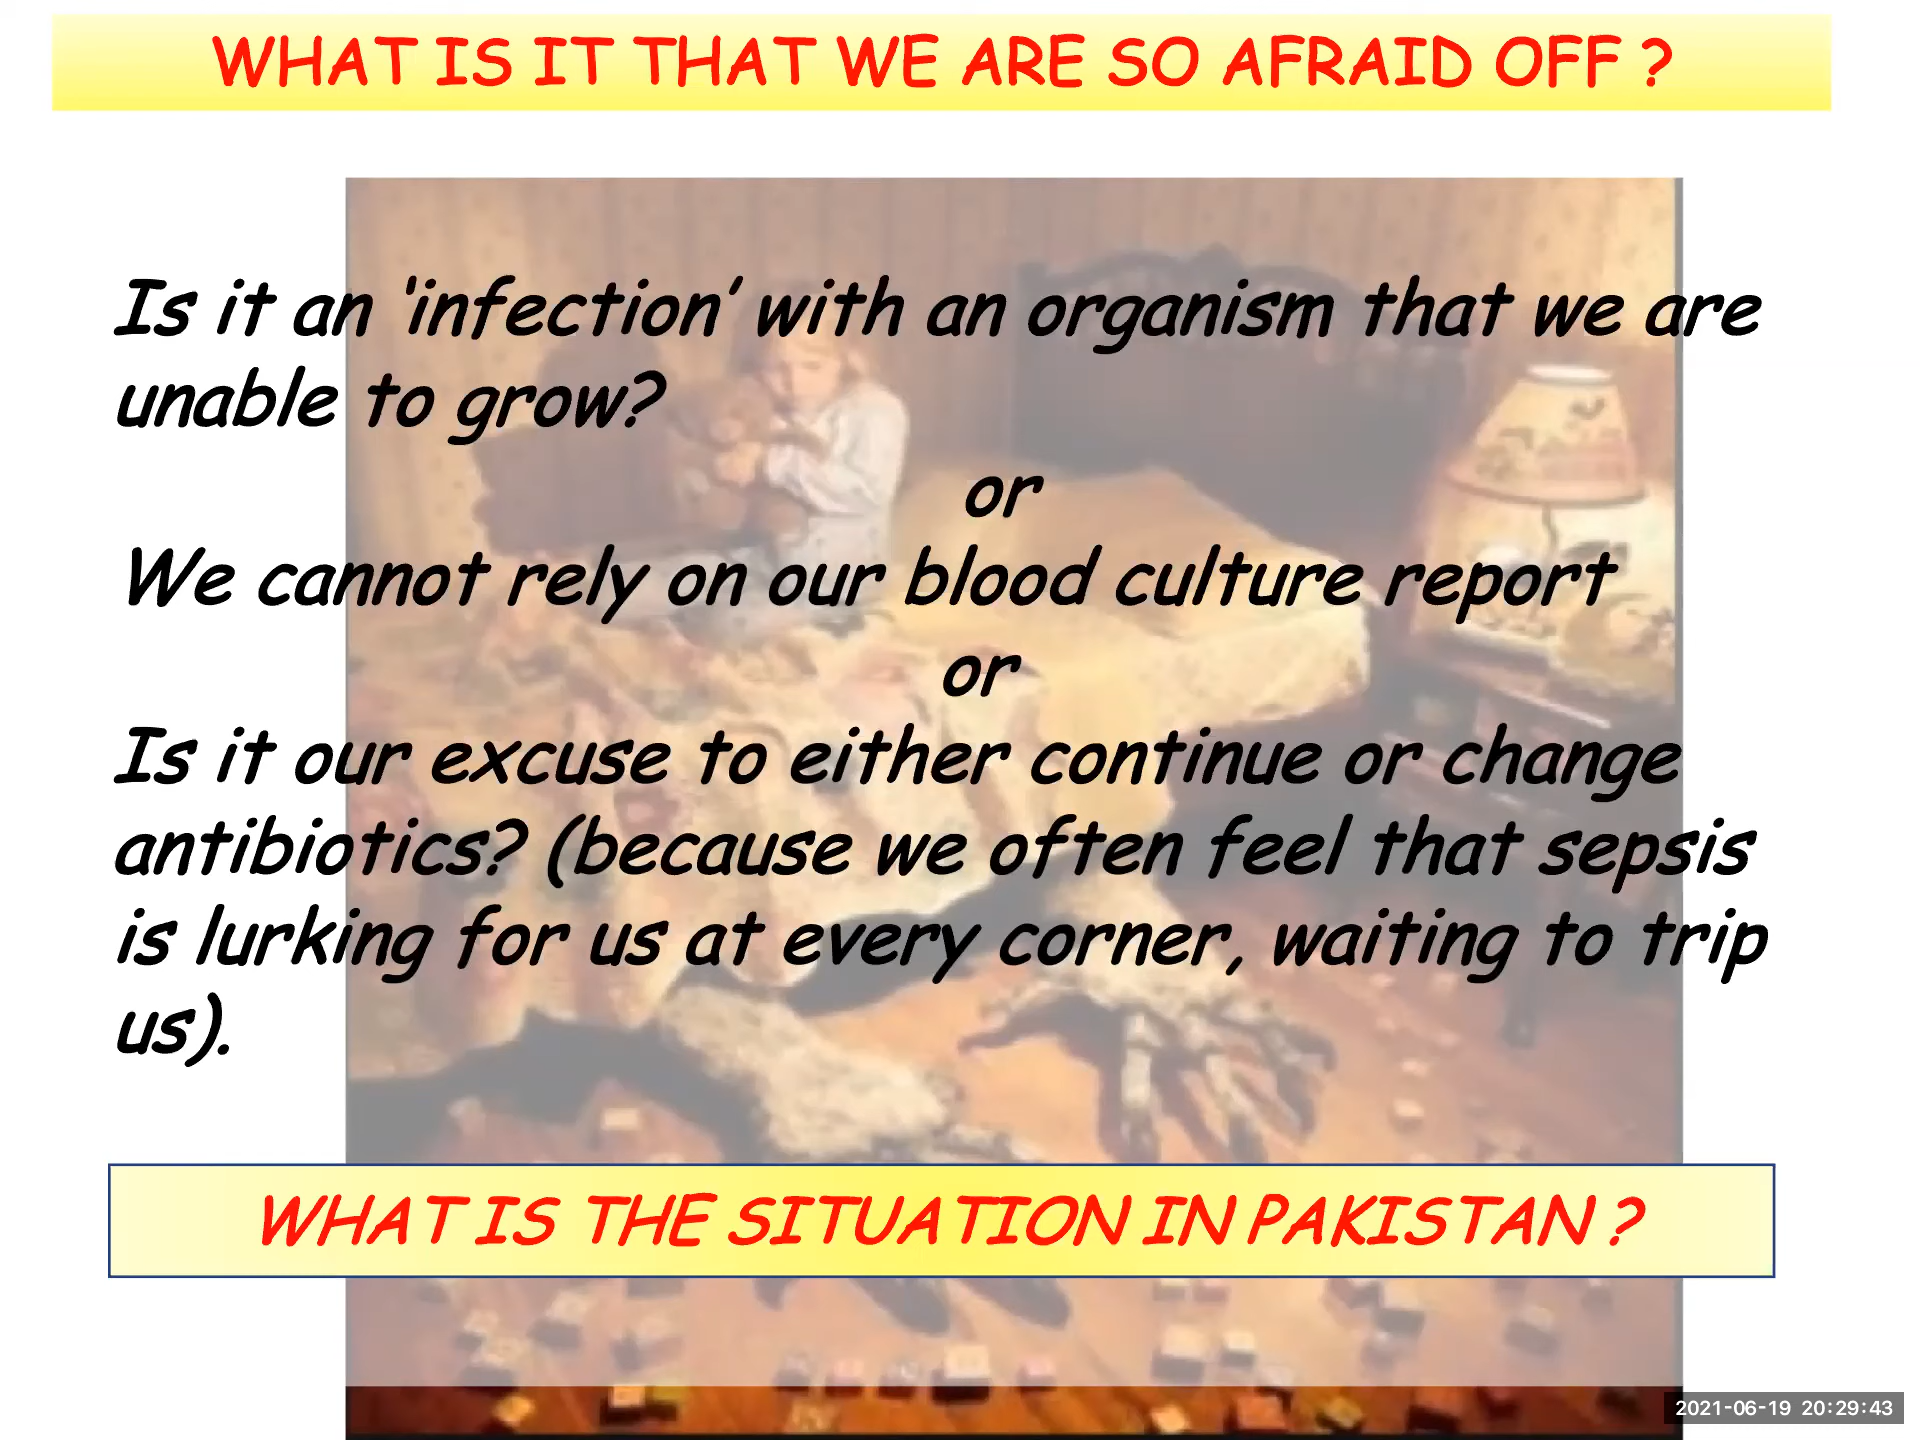 WHAT IS IT THAT WE ARE SO AFRAID OFF ?
Is it an ‘infection’ with an organism that we are
unable to grow?
or
We cannot rely on our blood culture report
or
Is it our excuse to either continue or change
antibiotics? (because we often feel that sepsis
is lurking for us at every corner, waiting to trip
us).
WHAT IS THE SITUATION IN PAKISTAN ?
2021-06-19 20:29:43